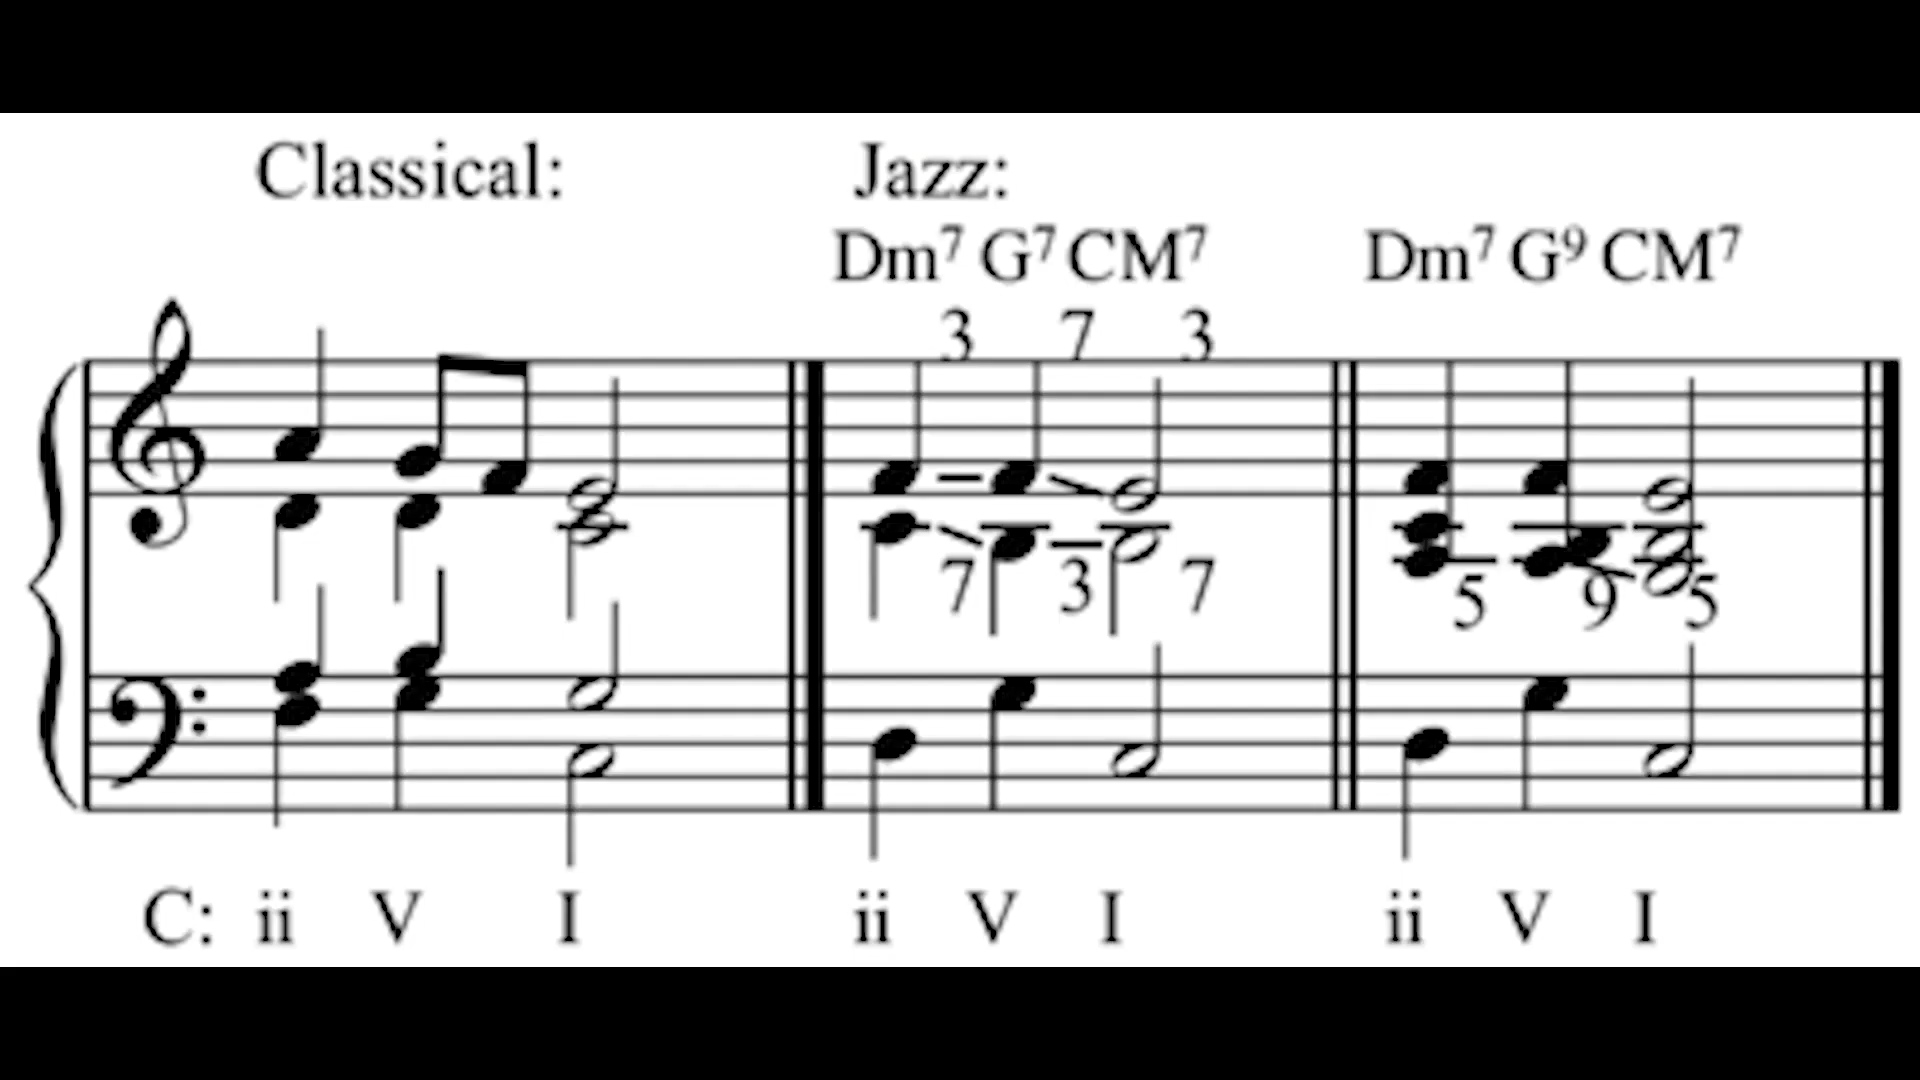 Classical: Jazz:
Dm⁷ G⁷ CM⁷ Dm⁷ G⁹ CM⁷
3 7 3
7 3 7 5 9 5
C: ii V I ii V I ii V I